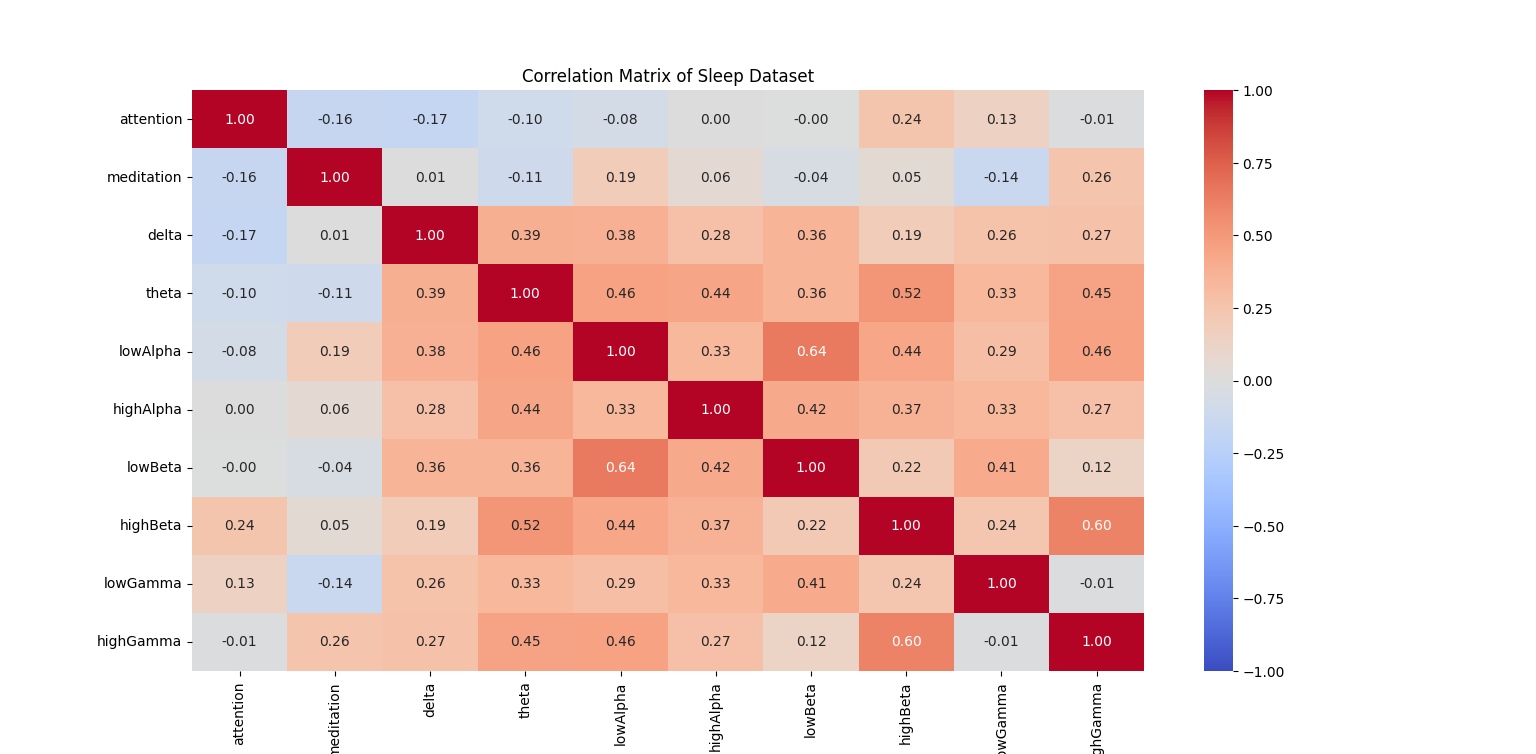 Correlation Matrix of Sleep Dataset
attention 1.00 -0.16 -0.17 -0.10 -0.08 0.00 -0.00 0.24 0.13 -0.01
meditation -0.16 1.00 0.01 -0.11 0.19 0.06 -0.04 0.05 -0.14 0.26
delta -0.17 0.01 1.00 0.39 0.38 0.28 0.36 0.19 0.26 0.27
theta -0.10 -0.11 0.39 1.00 0.46 0.44 0.36 0.52 0.33 0.45
lowAlpha -0.08 0.19 0.38 0.46 1.00 0.33 0.64 0.44 0.29 0.46
highAlpha 0.00 0.06 0.28 0.44 0.33 1.00 0.42 0.37 0.33 0.27
lowBeta -0.00 -0.04 0.36 0.36 0.64 0.42 1.00 0.22 0.41 0.12
highBeta 0.24 0.05 0.19 0.52 0.44 0.37 0.22 1.00 0.24 0.60
lowGamma 0.13 -0.14 0.26 0.33 0.29 0.33 0.41 0.24 1.00 -0.01
highGamma -0.01 0.26 0.27 0.45 0.46 0.27 0.12 0.60 -0.01 1.00
attention
meditation
delta
theta
lowAlpha
highAlpha
lowBeta
highBeta
owGamma
ghGamma
1.00
0.75
0.50
0.25
0.00
−0.25
−0.50
−0.75
−1.00